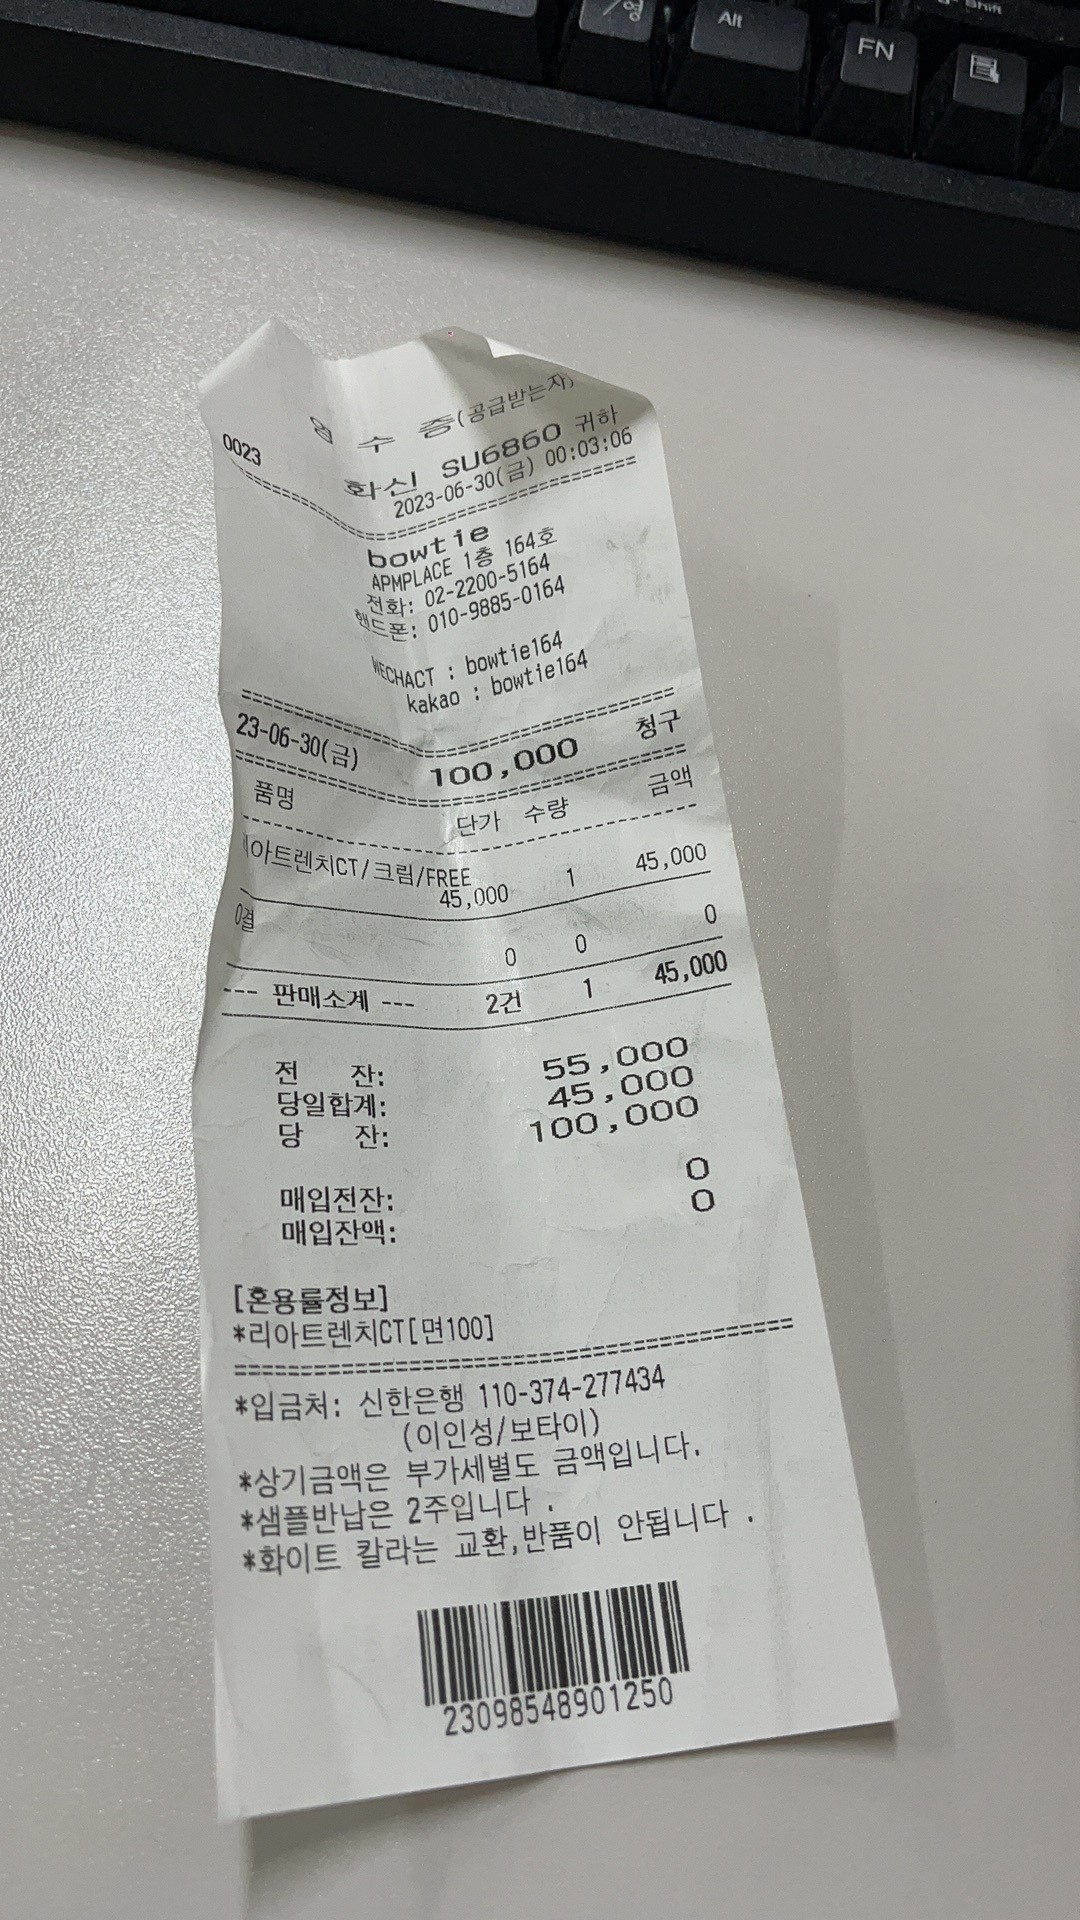 /영
Alt
FN
Shift
영 수 증(공급받는자)
0023
화신 SU6860 귀하
2023-06-30(금) 00:03:06
bowtie
APMPLACE 1층 164호
전화: 02-2200-5164
핸드폰: 010-9885-0164
WECHACT : bowtie164
kakao : bowtie164
23-06-30(금) 100,000 청구
품명 단가 수량 금액
리아트렌치CT/크림/FREE
45,000 1 45,000
0결
0 0 0
--- 판매소계 --- 2건 1 45,000
전 잔: 55,000
당일합계: 45,000
당 잔: 100,000
매입전잔: 0
매입잔액: 0
[혼용률정보]
*리아트렌치CT[면100]
*입금처: 신한은행 110-374-277434
(이인성/보타이)
*상기금액은 부가세별도 금액입니다.
*샘플반납은 2주입니다 .
*화이트 칼라는 교환,반품이 안됩니다 .
23098548901250